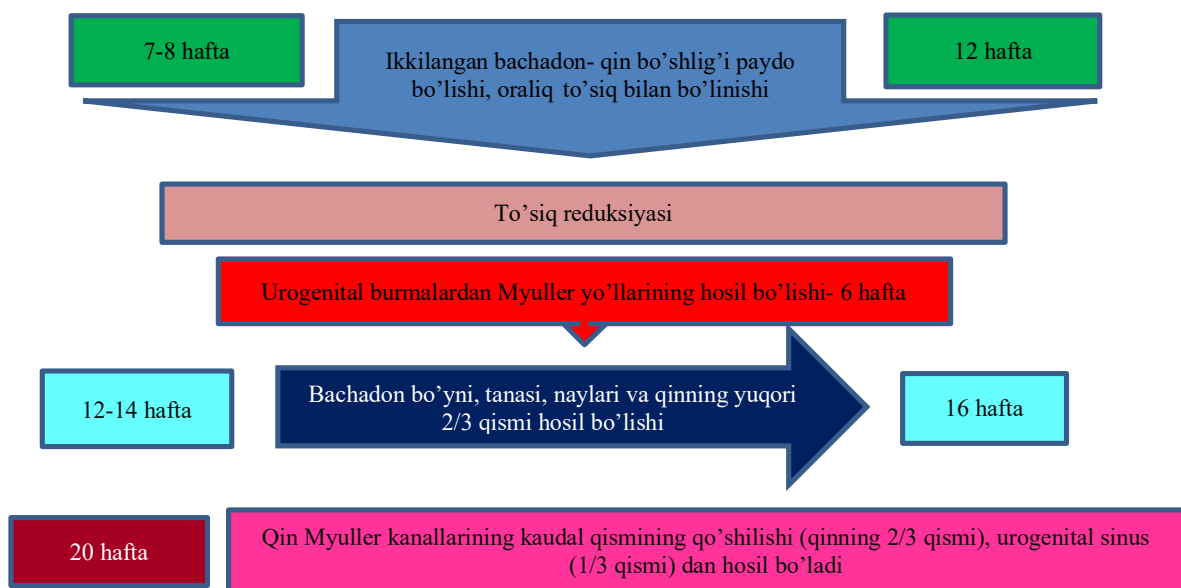 7-8 hafta
Ikkilangan bachadon- qin bo’shlig’i paydo
bo’lishi, oraliq to’siq bilan bo’linishi
12 hafta
To’siq reduksiyasi
Urogenital burmalardan Myuller yo’llarining hosil bo’lishi- 6 hafta
12-14 hafta
Bachadon bo’yni, tanasi, naylari va qinning yuqori
2/3 qismi hosil bo’lishi
16 hafta
20 hafta
Qin Myuller kanallarining kaudal qismining qo’shilishi (qinning 2/3 qismi), urogenital sinus
(1/3 qismi) dan hosil bo’ladi